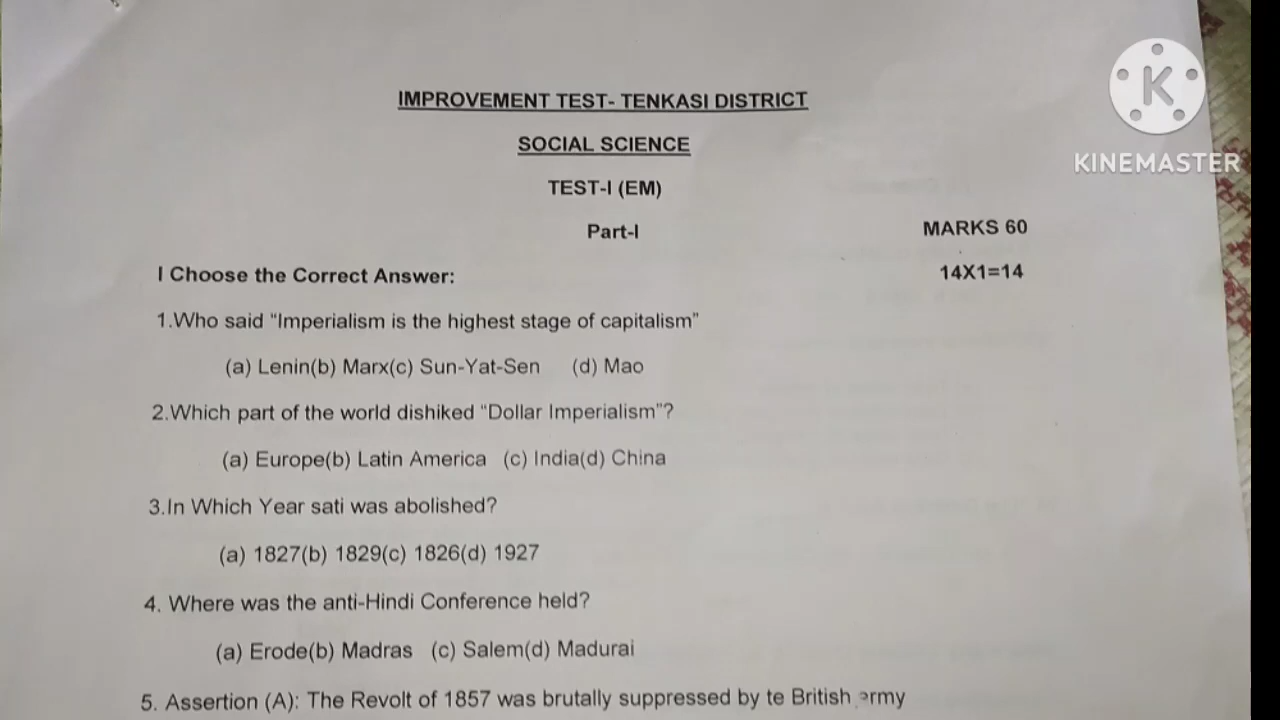 IMPROVEMENT TEST- TENKASI DISTRICT
SOCIAL SCIENCE
TEST-I (EM)
Part-I
MARKS 60
I Choose the Correct Answer:
14X1=14
1.Who said “Imperialism is the highest stage of capitalism”
(a) Lenin(b) Marx(c) Sun-Yat-Sen (d) Mao
2.Which part of the world dishiked “Dollar Imperialism”?
(a) Europe(b) Latin America (c) India(d) China
3.In Which Year sati was abolished?
(a) 1827(b) 1829(c) 1826(d) 1927
4. Where was the anti-Hindi Conference held?
(a) Erode(b) Madras (c) Salem(d) Madurai
5. Assertion (A): The Revolt of 1857 was brutally suppressed by te British army
K
KINEMASTER